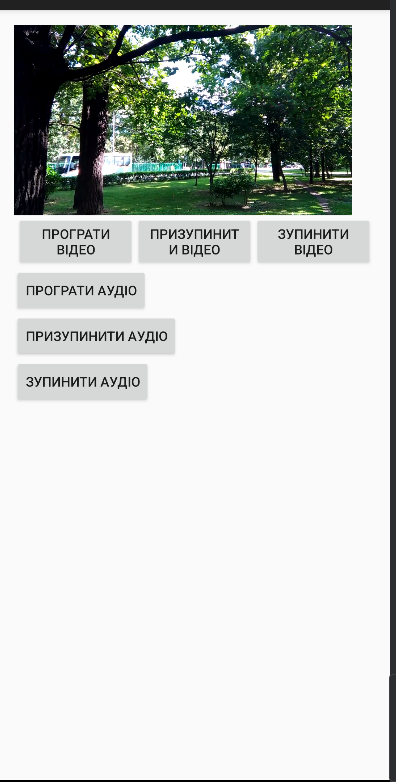 ПРОГРАТИ
ВІДЕО
ПРИЗУПИНИТ
И ВІДЕО
ЗУПИНИТИ
ВІДЕО
ПРОГРАТИ АУДІО
ПРИЗУПИНИТИ АУДІО
ЗУПИНИТИ АУДІО